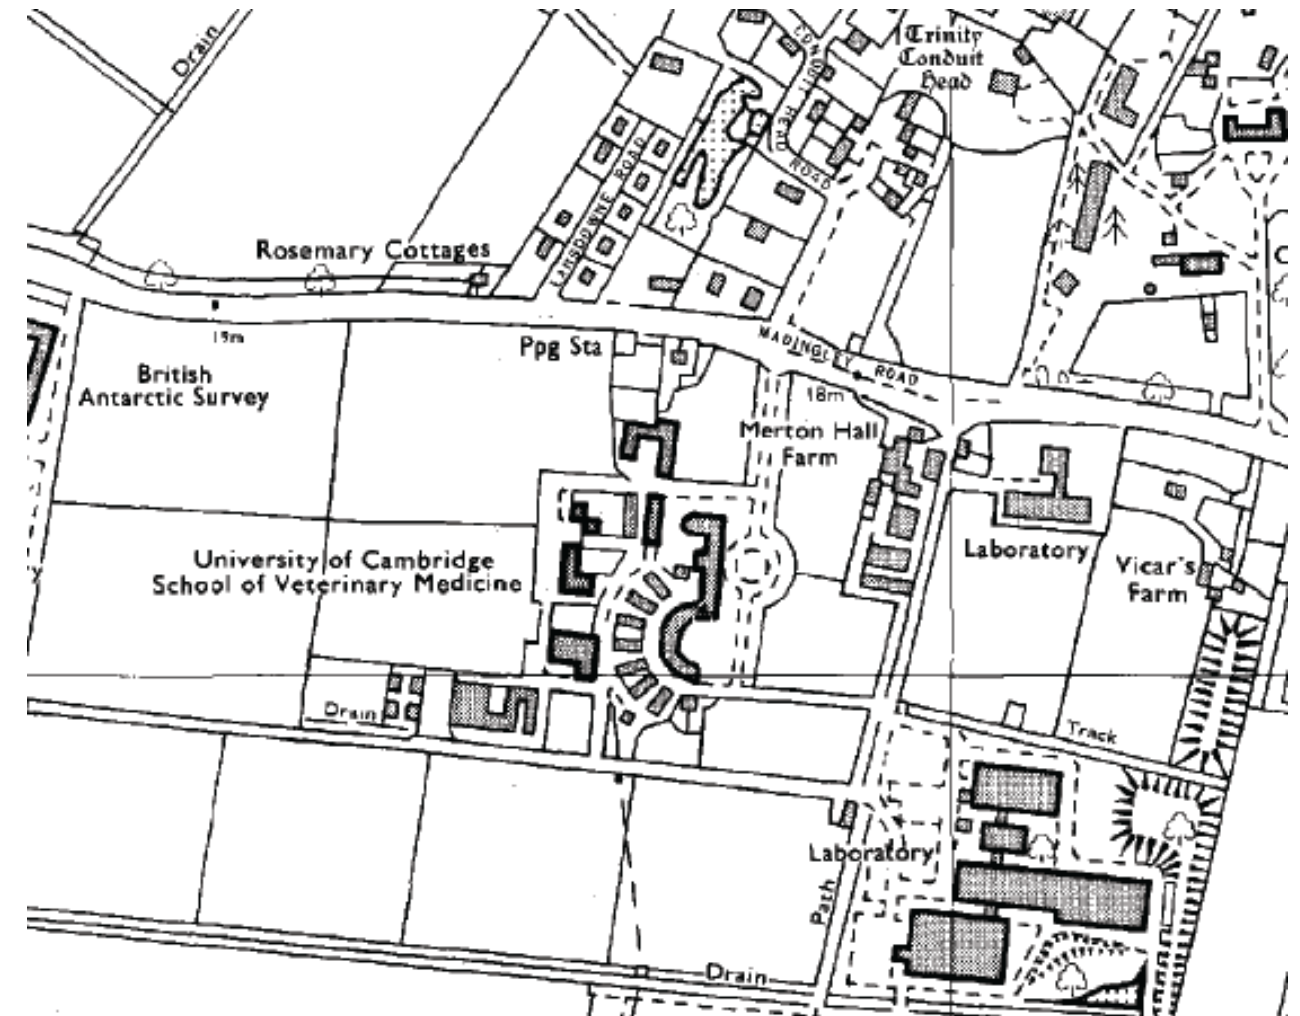 Drain
CONDUIT HEAD ROAD
Trinity
Conduit
Head
LANSDOWNE ROAD
Rosemary Cottages
15m
Ppg Sta
MADINGLEY ROAD
British
Antarctic Survey
18m
Merton Hall
Farm
University of Cambridge
School of Veterinary Medicine
Laboratory
Vicar's
Farm
Drain
Track
Laboratory
Path
Drain